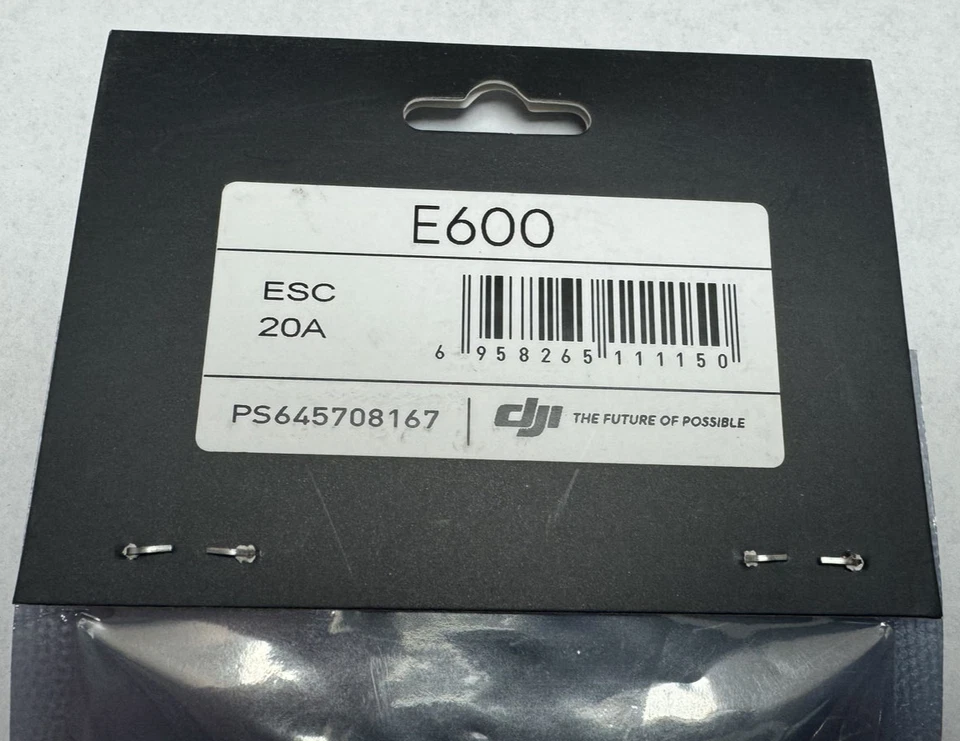 E600
ESC
20A
6 958265 111150
PS645708167
dji THE FUTURE OF POSSIBLE